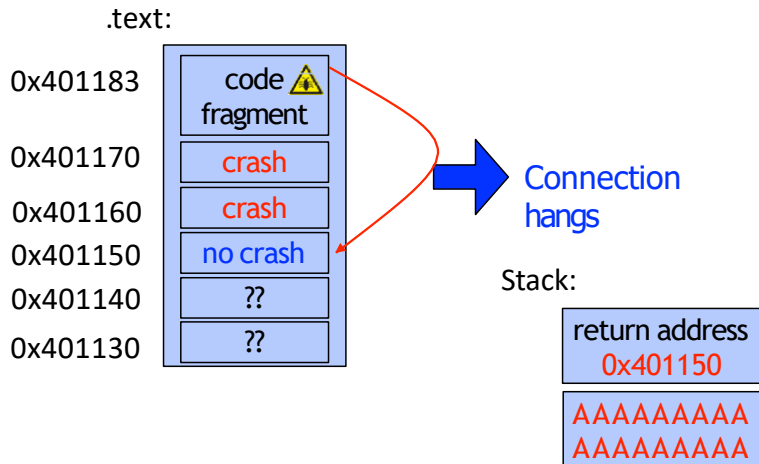 .text:
0x401183
code
fragment
0x401170
crash
0x401160
crash
0x401150
no crash
0x401140
??
0x401130
??
Connection
hangs
Stack:
return address
0x401150
AAAAAAAAA
AAAAAAAAA